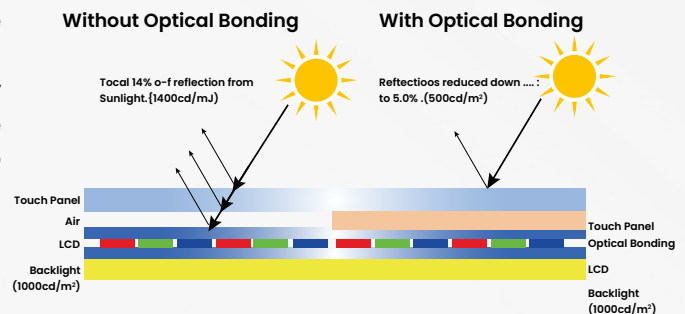 Without Optical Bonding
With Optical Bonding
Tocal 14% o-f reflection from
Sunlight.{1400cd/mJ)
Reftectioos reduced down .... :
to 5.0% .(500cd/m²)
Touch Panel
Air
LCD
Backlight
(1000cd/m²)
Touch Panel
Optical Bonding
LCD
Backlight
(1000cd/m²)